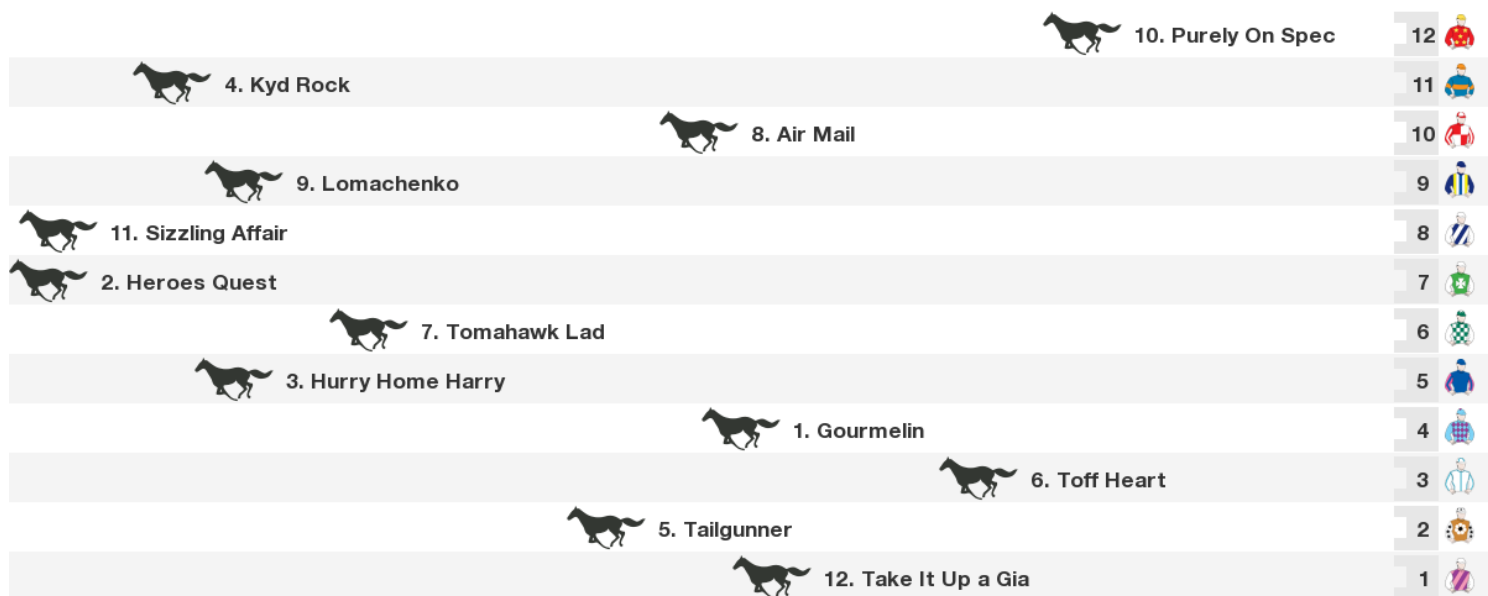 10. Purely On Spec 12
4. Kyd Rock 11
8. Air Mail 10
9. Lomachenko 9
11. Sizzling Affair 8
2. Heroes Quest 7
7. Tomahawk Lad 6
3. Hurry Home Harry 5
1. Gourmelin 4
6. Toff Heart 3
5. Tailgunner 2
12. Take It Up a Gia 1